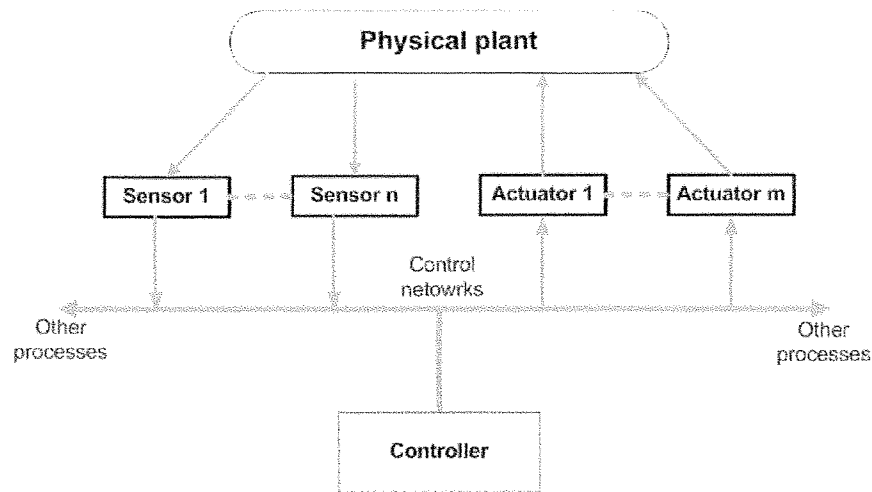 Physical plant
Sensor 1
Sensor n
Actuator 1
Actuator m
Control
netowrks
Other
processes
Other
processes
Controller